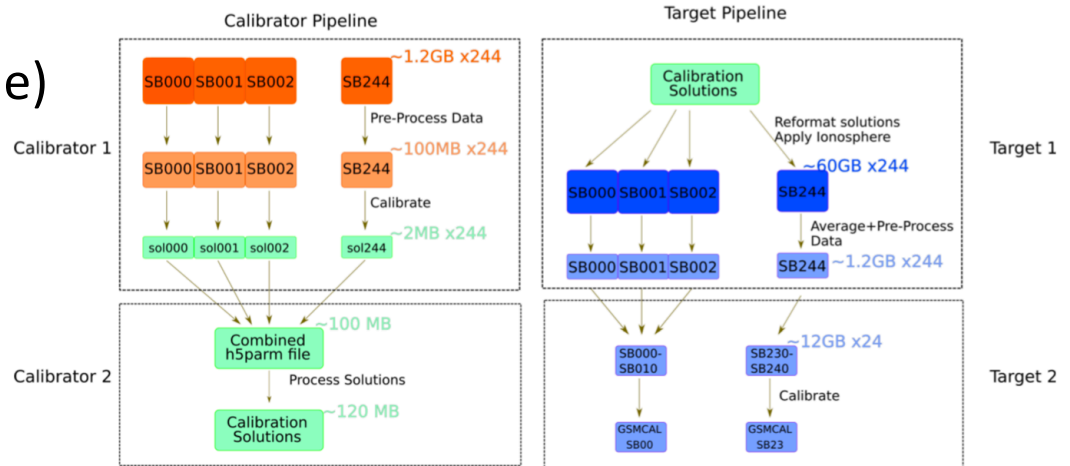 Calibrator Pipeline
Target Pipeline
e)
Calibrator 1
SB000 SB001 SB002 SB244
~1.2GB x244
Pre-Process Data
SB000 SB001 SB002 SB244
~100MB x244
Calibrate
sol000 sol001 sol002 sol244
~2MB x244
Calibrator 2
Combined
h5parm file
~100 MB
Process Solutions
Calibration
Solutions
~120 MB
Calibration
Solutions
Reformat solutions
Apply Ionosphere
Target 1
~60GB x244
SB000 SB001 SB002 SB244
Average+Pre-Process
Data
SB000 SB001 SB002 SB244
~1.2GB x244
SB000-
SB010
SB230-
SB240
~12GB x24
Target 2
Calibrate
GSMCAL
SB00
GSMCAL
SB23